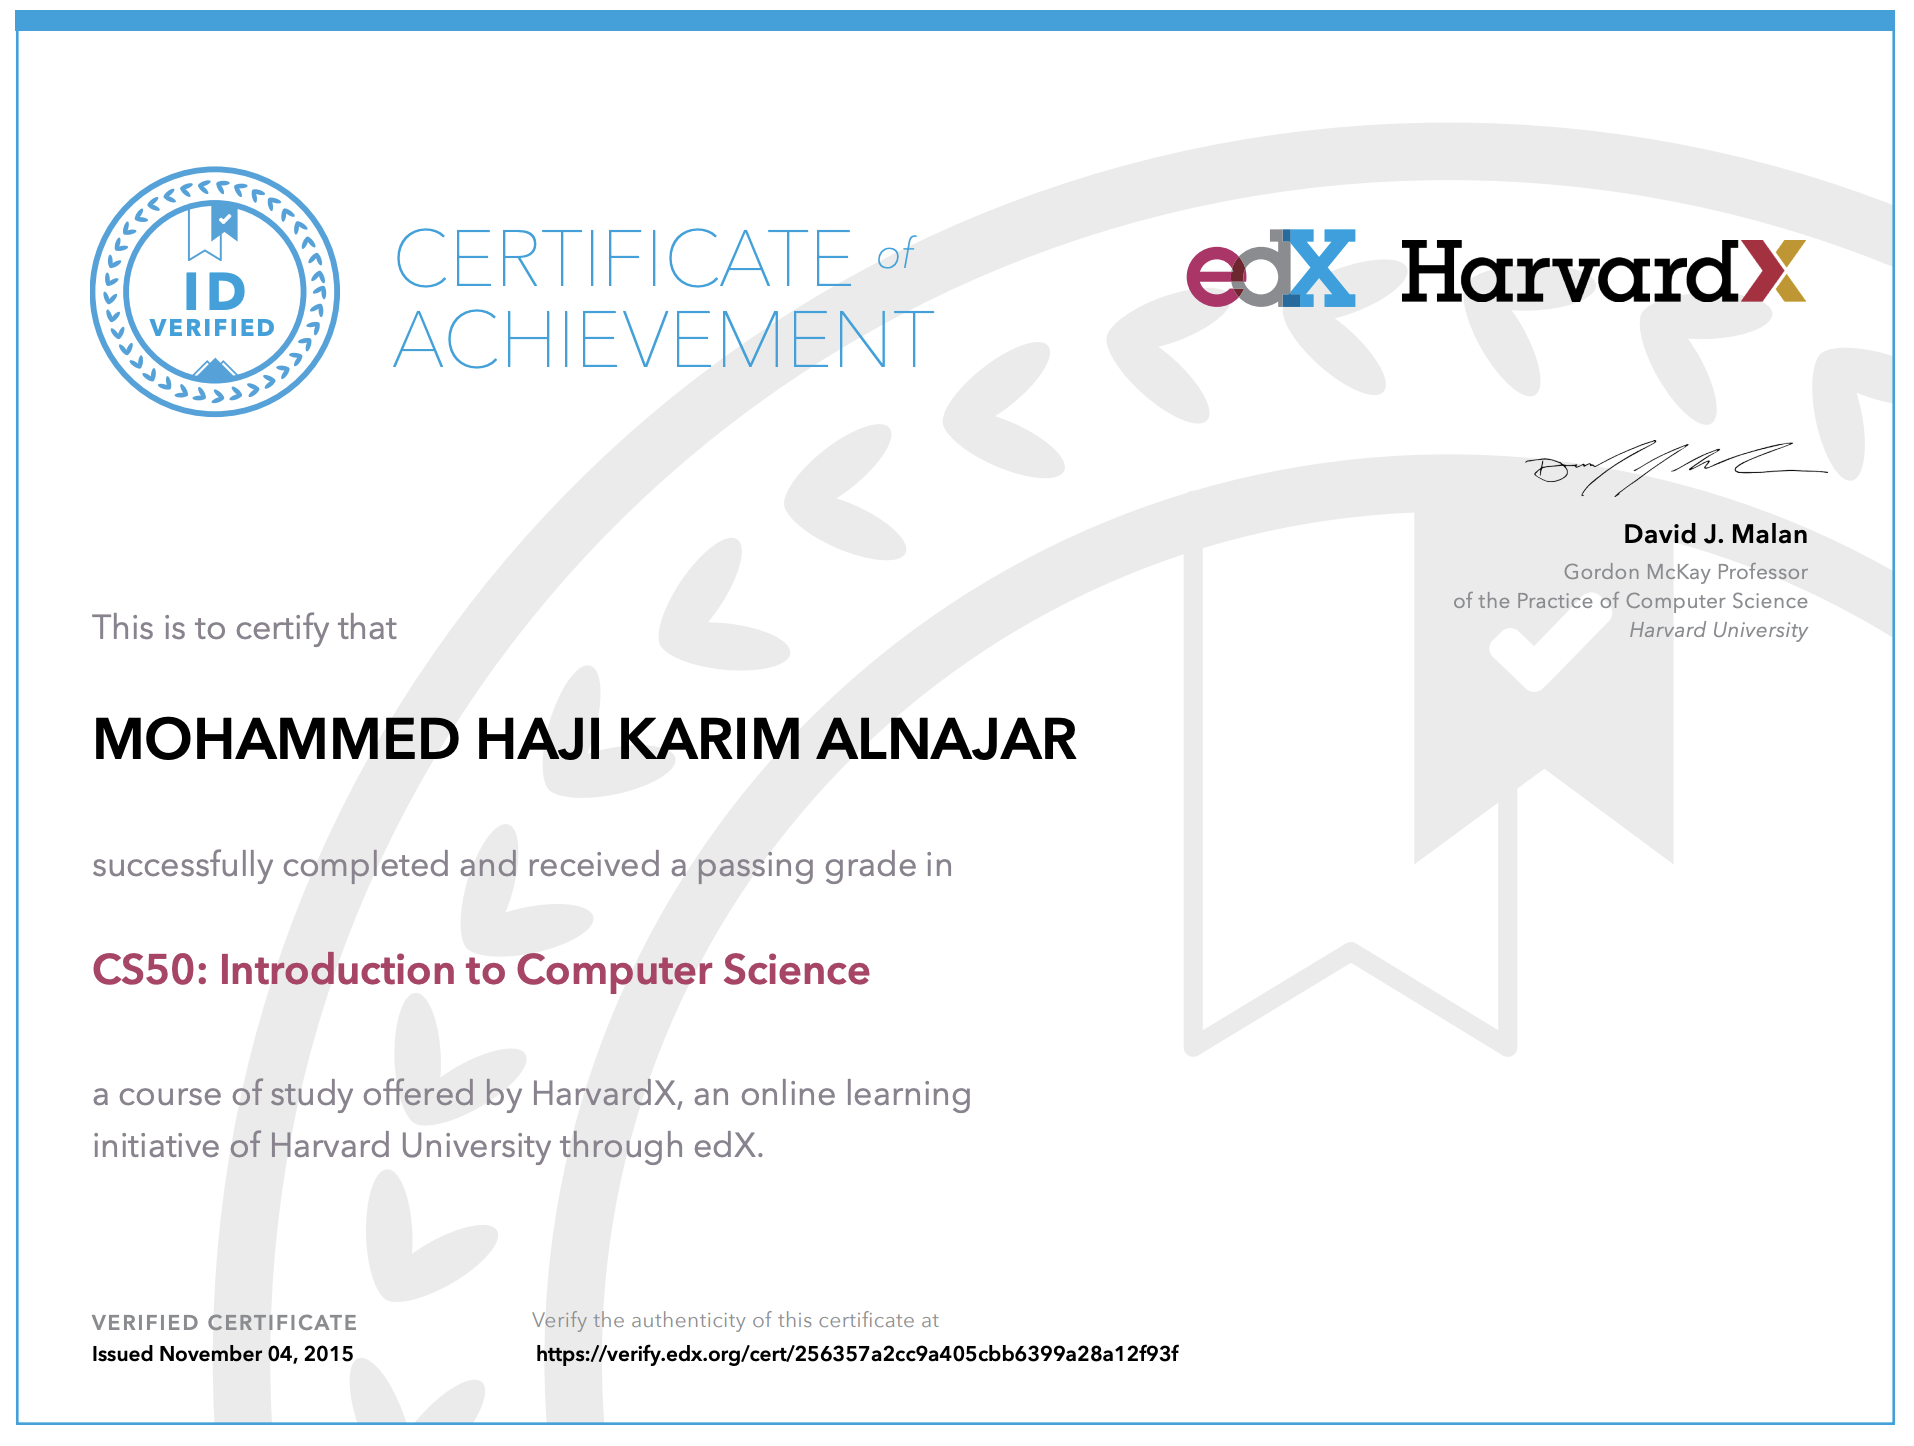 ID
VERIFIED
CERTIFICATE of
ACHIEVEMENT
edX HarvardX
David J. Malan
Gordon McKay Professor
of the Practice of Computer Science
Harvard University
This is to certify that
MOHAMMED HAJI KARIM ALNAJAR
successfully completed and received a passing grade in
CS50: Introduction to Computer Science
a course of study offered by HarvardX, an online learning
initiative of Harvard University through edX.
VERIFIED CERTIFICATE
Issued November 04, 2015
Verify the authenticity of this certificate at
https://verify.edx.org/cert/256357a2cc9a405cbb6399a28a12f93f